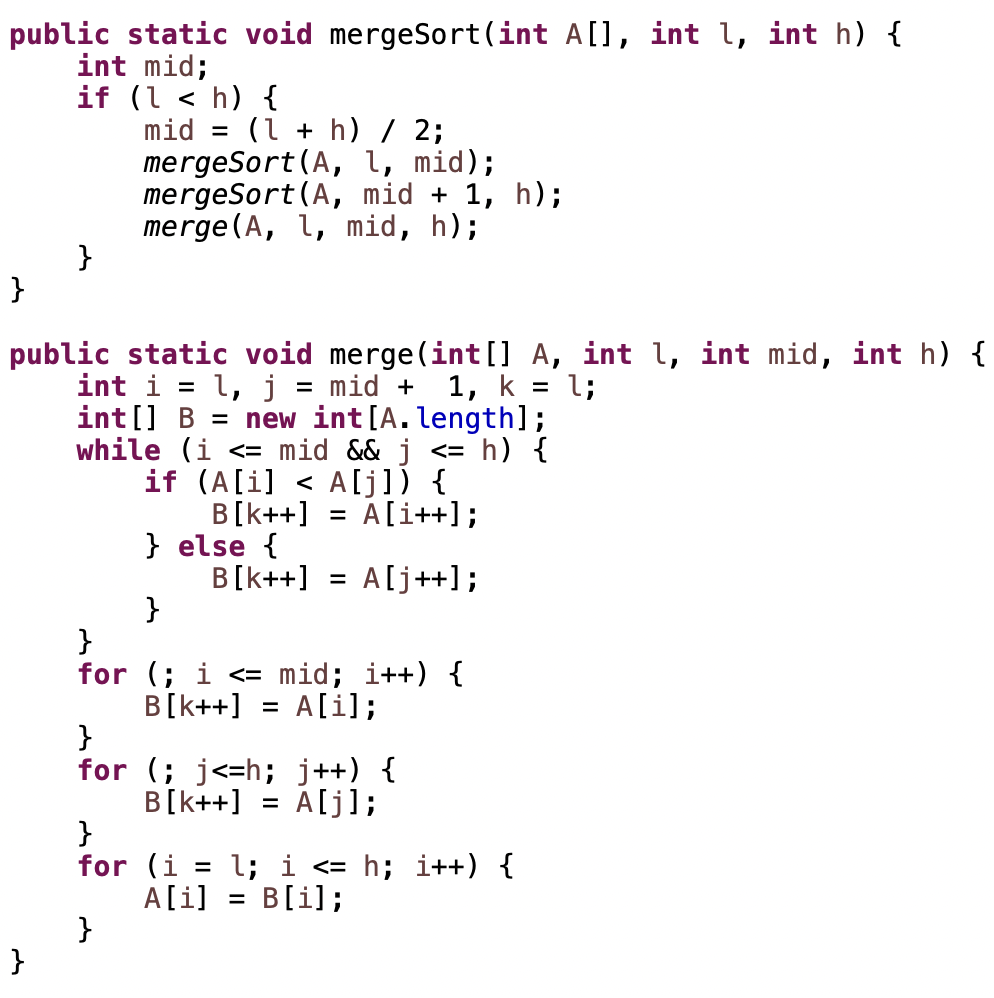 public static void mergeSort(int A[], int l, int h) {
    int mid;
    if (l < h) {
        mid = (l + h) / 2;
        mergeSort(A, l, mid);
        mergeSort(A, mid + 1, h);
        merge(A, l, mid, h);
    }
}

public static void merge(int[] A, int l, int mid, int h) {
    int i = l, j = mid +  1, k = l;
    int[] B = new int[A.length];
    while (i <= mid && j <= h) {
        if (A[i] < A[j]) {
            B[k++] = A[i++];
        } else {
            B[k++] = A[j++];
        }
    }
    for (; i <= mid; i++) {
        B[k++] = A[i];
    }
    for (; j<=h; j++) {
        B[k++] = A[j];
    }
    for (i = l; i <= h; i++) {
        A[i] = B[i];
    }
}